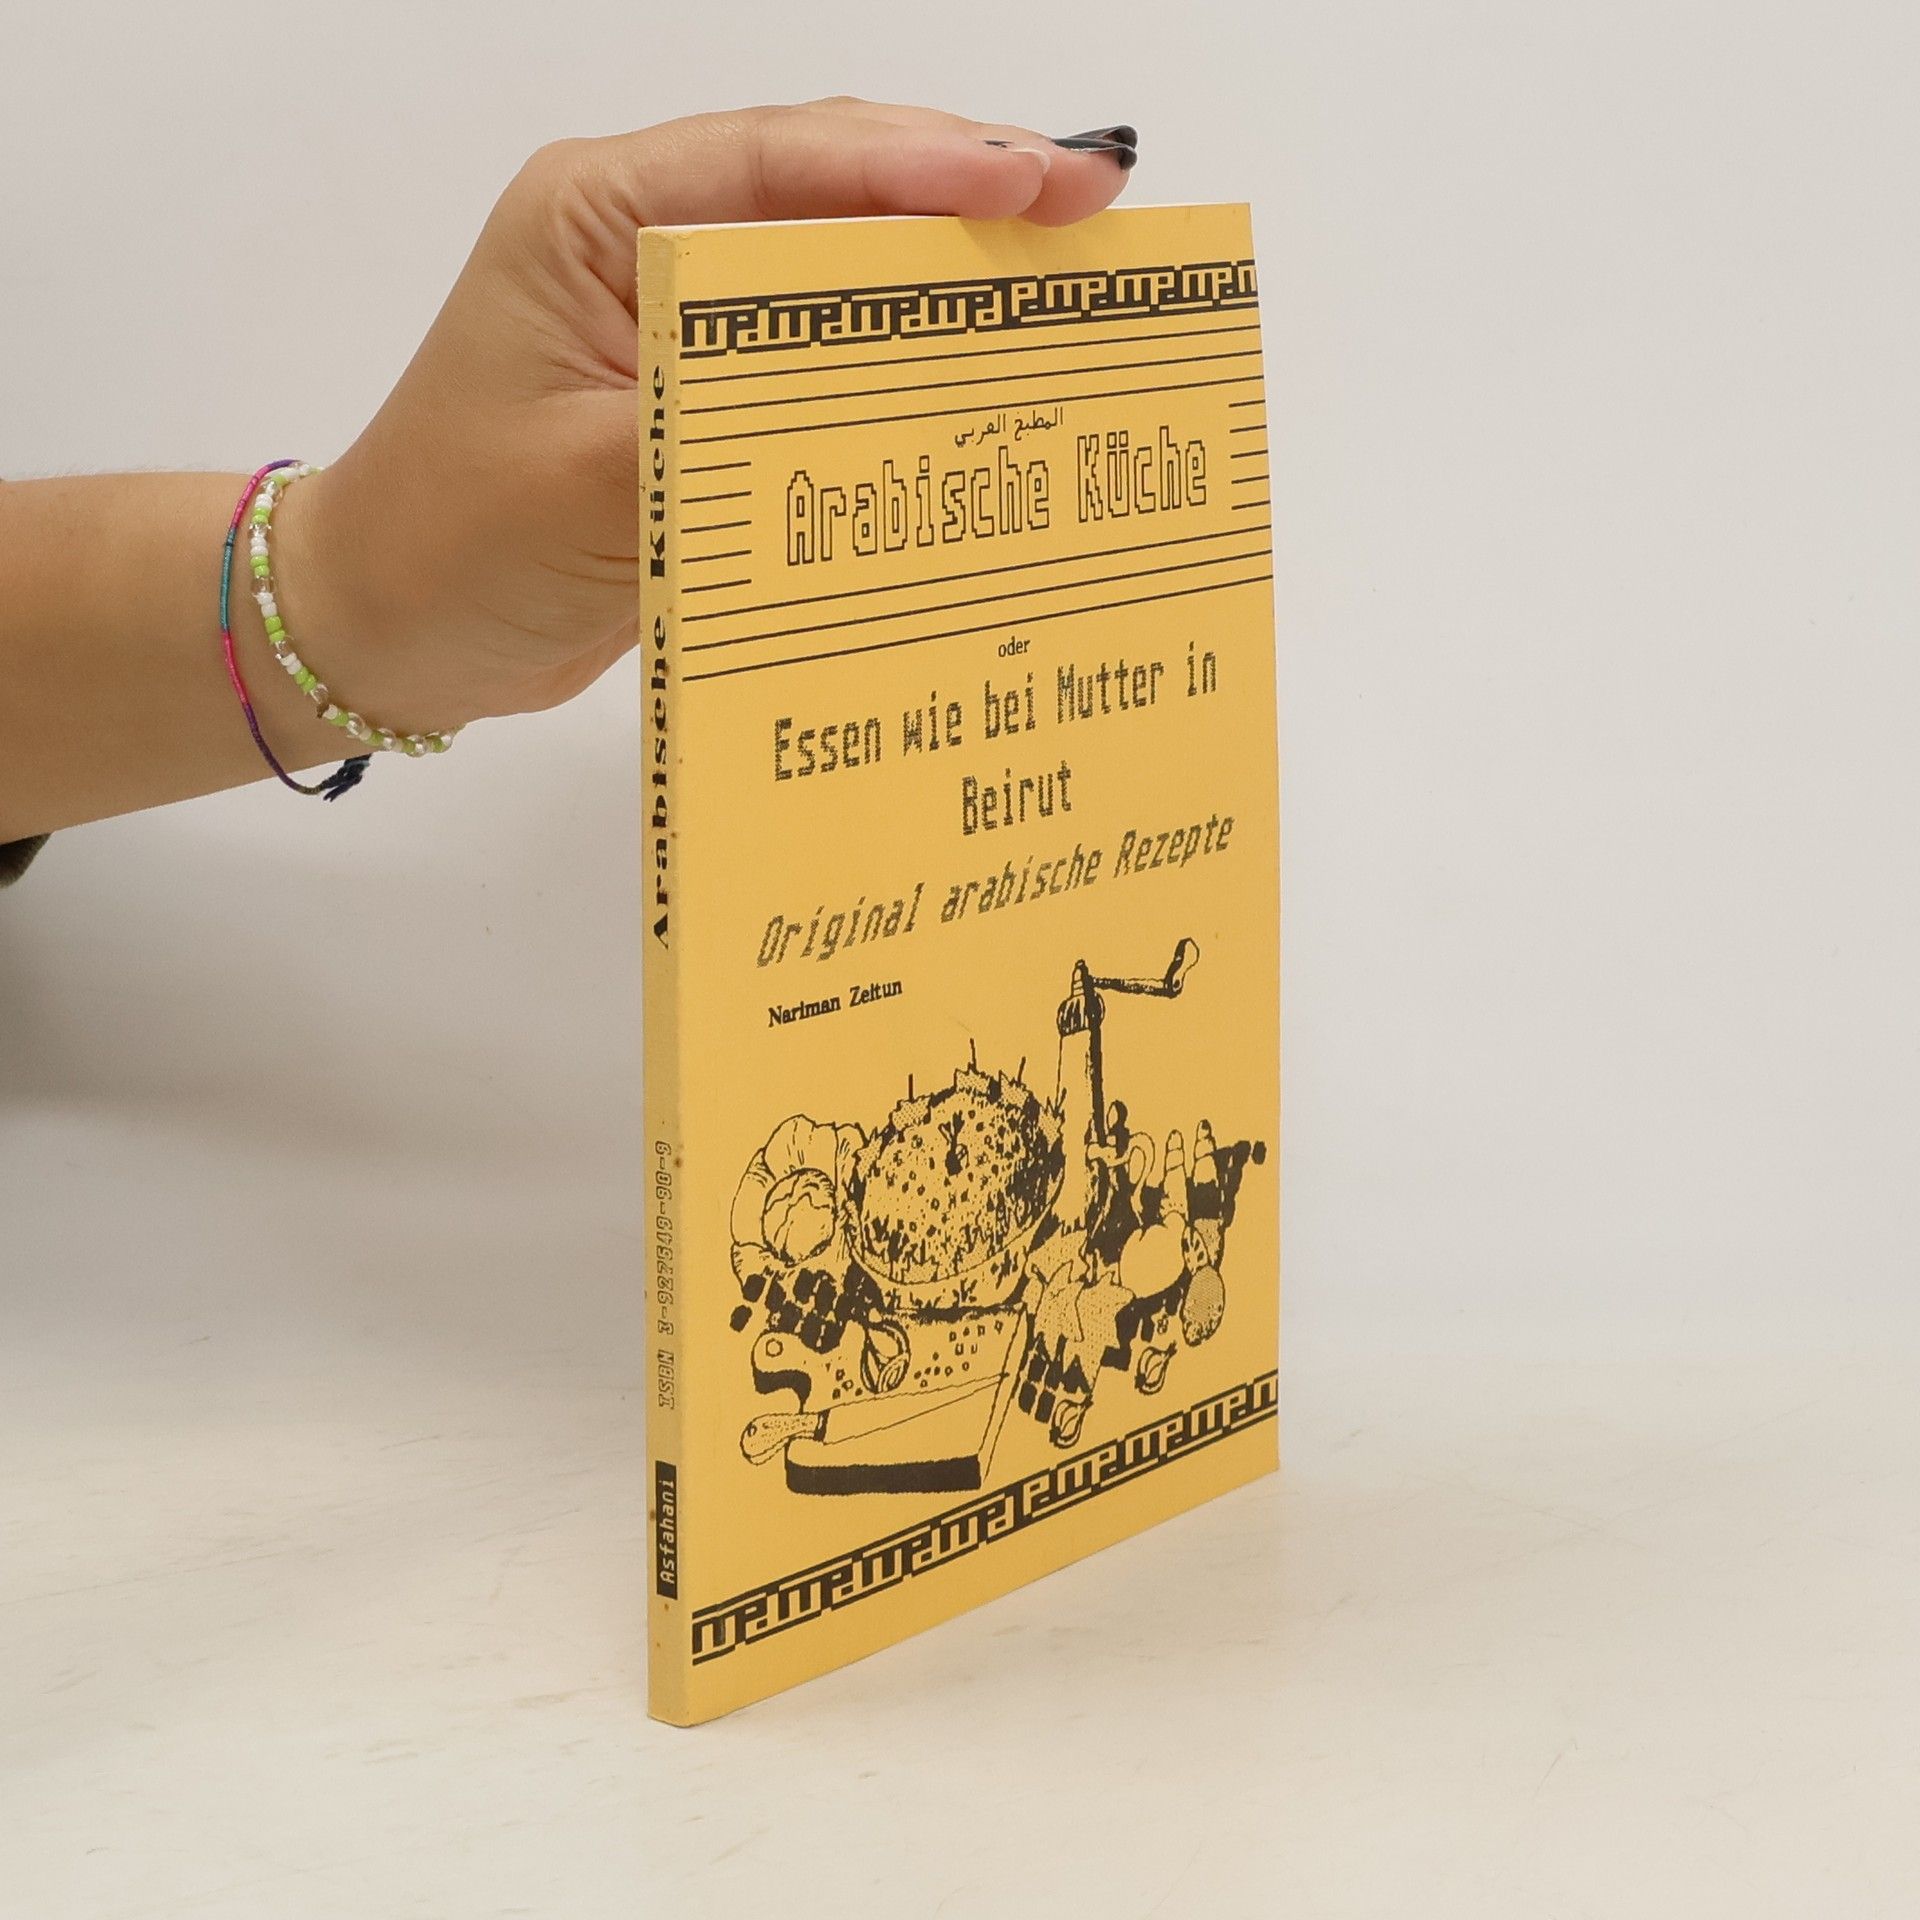 المطبخ العربي
Arabische Küche
oder
Essen wie bei Mutter in
Beirut
Original arabische Rezepte
Nariman Zeitun
Arabische Küche
ISBN 3-927549-90-9
Asfahani